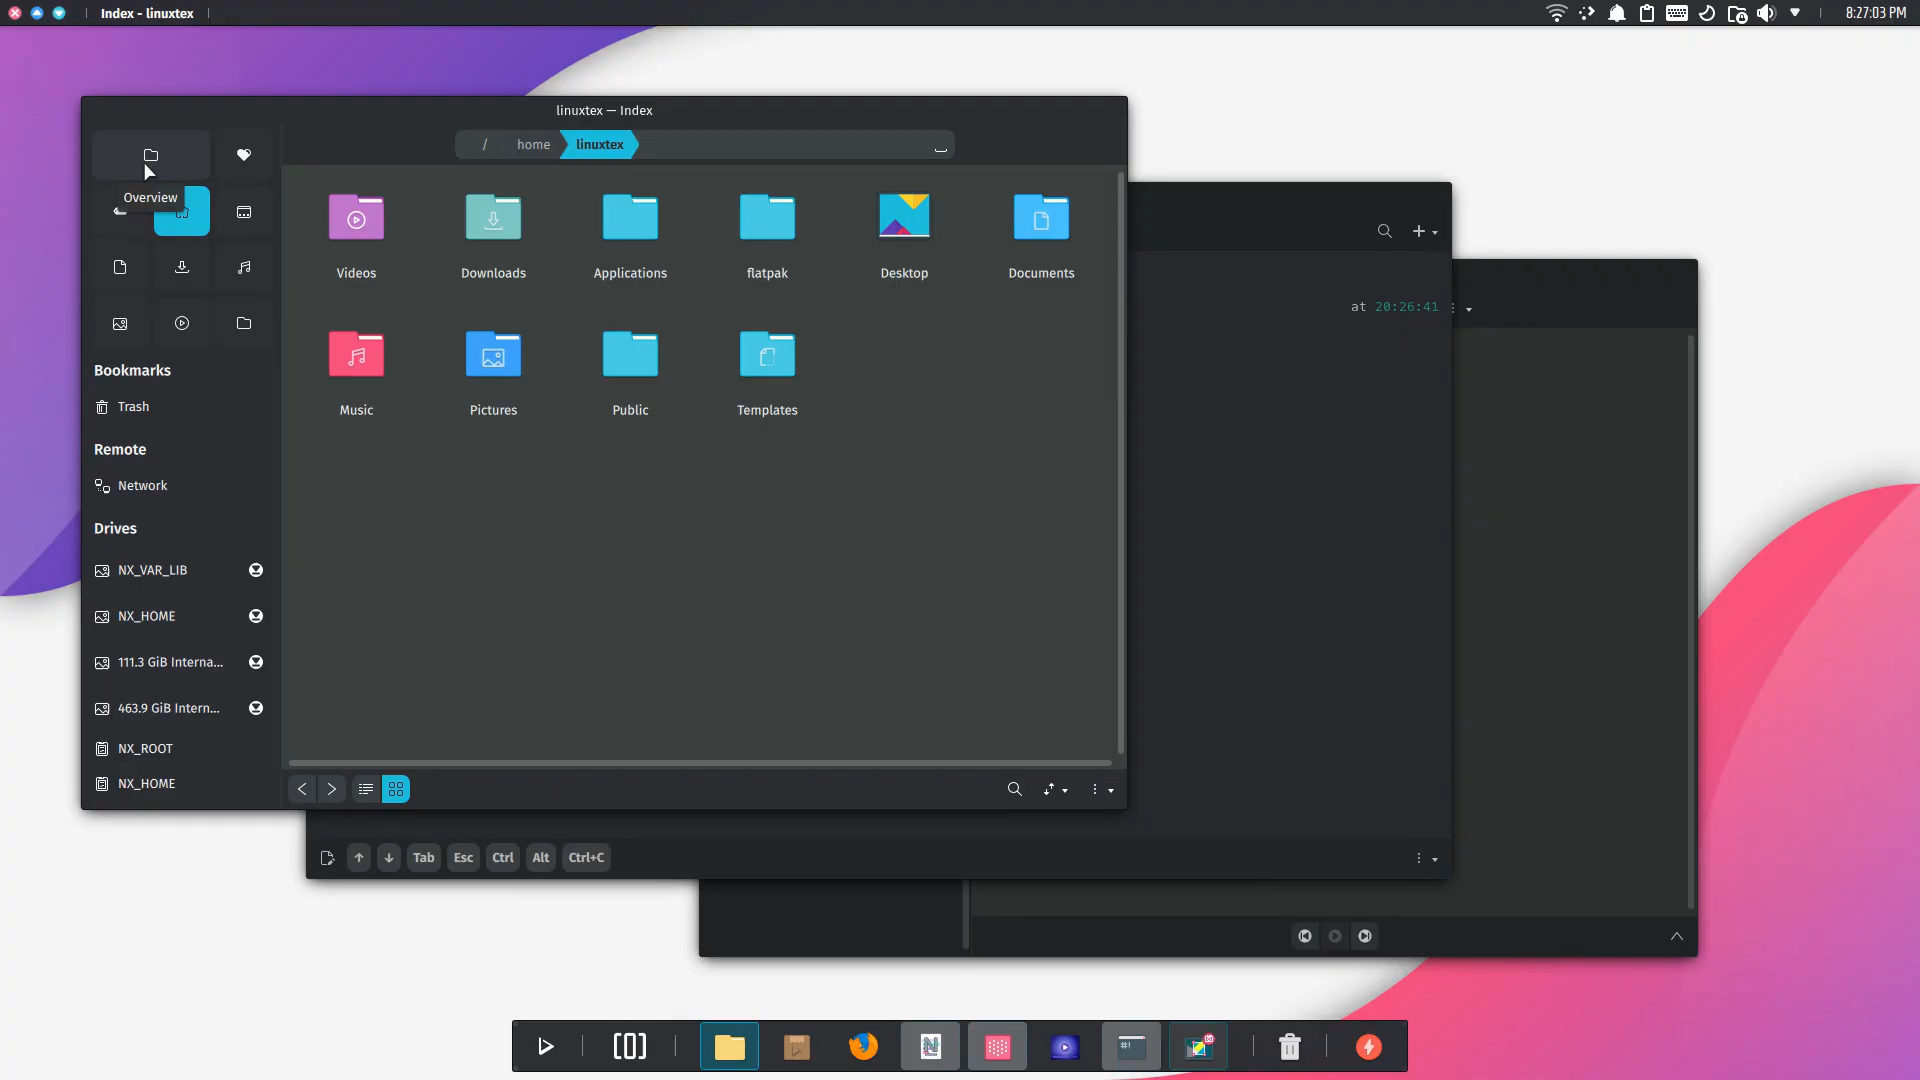 Index - linuxtex
8:27:03 PM
linuxtex — Index
/ home linuxtex
Overview
Videos Downloads Applications flatpak Desktop Documents
Music Pictures Public Templates
Bookmarks
Trash
Remote
Network
Drives
NX_VAR_LIB
NX_HOME
111.3 GiB Interna...
463.9 GiB Intern...
NX_ROOT
NX_HOME
at 20:26:41
Tab Esc Ctrl Alt Ctrl+C
#!